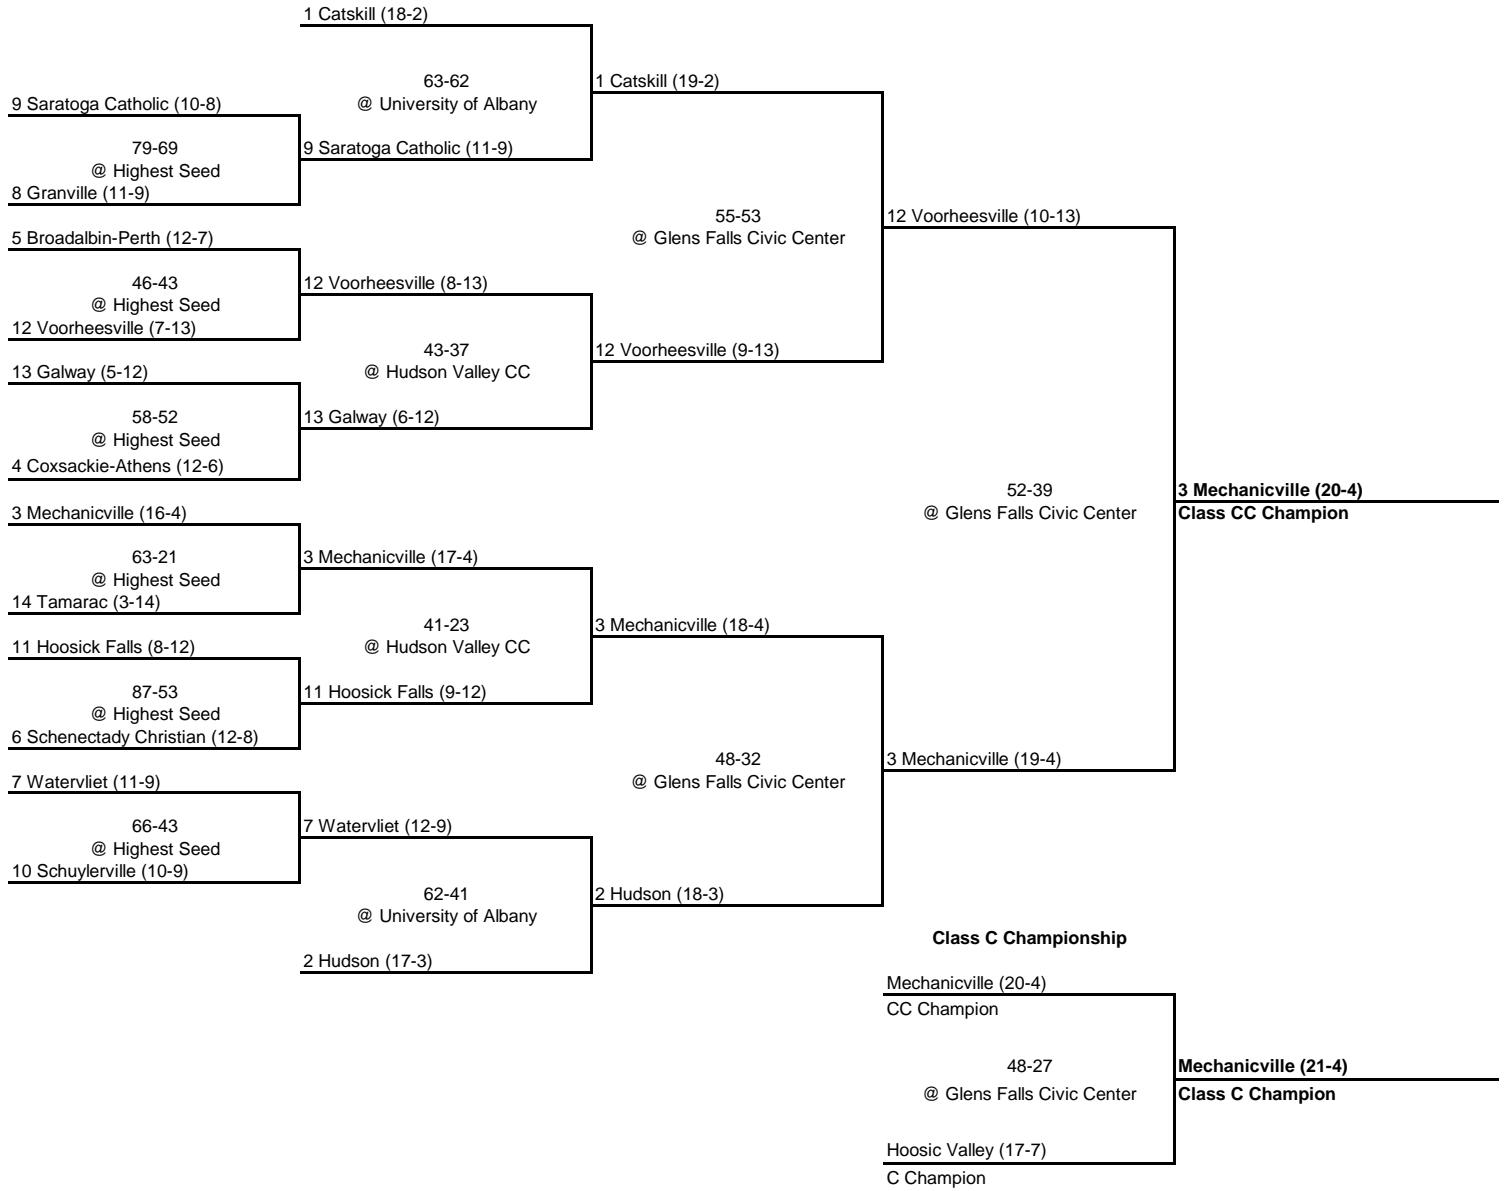 1 Catskill (18-2)
63-62
@ University of Albany
1 Catskill (19-2)
9 Saratoga Catholic (10-8)
79-69
@ Highest Seed
9 Saratoga Catholic (11-9)
8 Granville (11-9)
5 Broadalbin-Perth (12-7)
55-53
@ Glens Falls Civic Center
12 Voorheesville (10-13)
46-43
@ Highest Seed
12 Voorheesville (8-13)
12 Voorheesville (7-13)
43-37
@ Hudson Valley CC
12 Voorheesville (9-13)
13 Galway (5-12)
58-52
@ Highest Seed
13 Galway (6-12)
4 Coxsackie-Athens (12-6)
52-39
@ Glens Falls Civic Center
3 Mechanicville (20-4)
Class CC Champion
3 Mechanicville (16-4)
63-21
@ Highest Seed
3 Mechanicville (17-4)
14 Tamarac (3-14)
41-23
@ Hudson Valley CC
3 Mechanicville (18-4)
11 Hoosick Falls (8-12)
87-53
@ Highest Seed
11 Hoosick Falls (9-12)
6 Schenectady Christian (12-8)
48-32
@ Glens Falls Civic Center
3 Mechanicville (19-4)
7 Watervliet (11-9)
66-43
@ Highest Seed
7 Watervliet (12-9)
10 Schuylerville (10-9)
62-41
@ University of Albany
2 Hudson (18-3)
2 Hudson (17-3)
Class C Championship
Mechanicville (20-4)
CC Champion
48-27
@ Glens Falls Civic Center
Mechanicville (21-4)
Class C Champion
Hoosic Valley (17-7)
C Champion